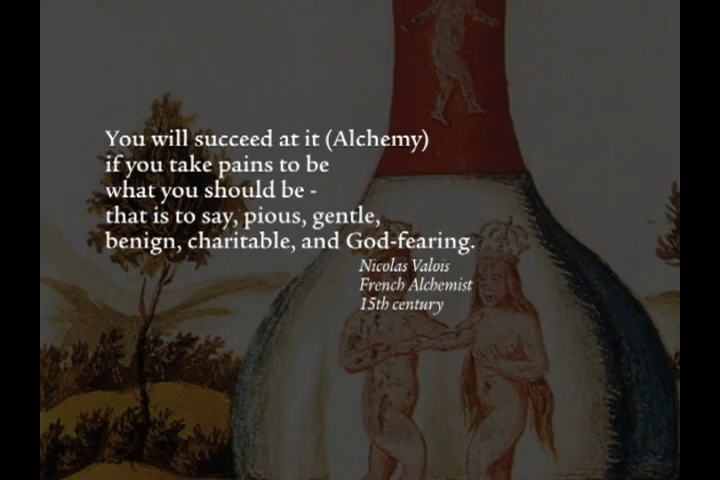 You will succeed at it (Alchemy)
if you take pains to be
what you should be -
that is to say, pious, gentle,
benign, charitable, and God-fearing.
Nicolas Valois
French Alchemist
15th century